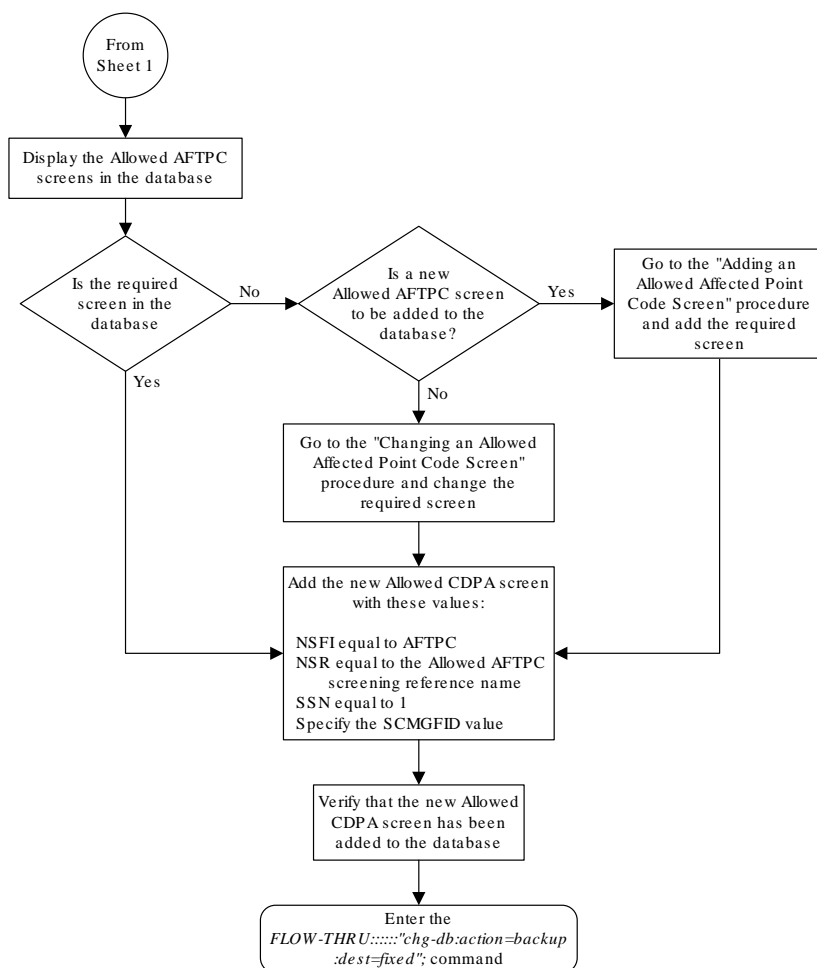 From
Sheet 1
Display the Allowed AFTPC
screens in the database
Is the required
screen in the
database
No
Is a new
Allowed AFTPC screen
to be added to the
database?
Yes
Go to the "Adding an
Allowed Affected Point
Code Screen" procedure
and add the required
screen
Yes
No
Go to the "Changing an Allowed
Affected Point Code Screen"
procedure and change the
required screen
Add the new Allowed CDPA screen
with these values:
NSFI equal to AFTPC
NSR equal to the Allowed AFTPC
screening reference name
SSN equal to 1
Specify the SCMGFID value
Verify that the new Allowed
CDPA screen has been
added to the database
Enter the
FLOW-THRU::::::"chg-db:action=backup
:dest=fixed"; command